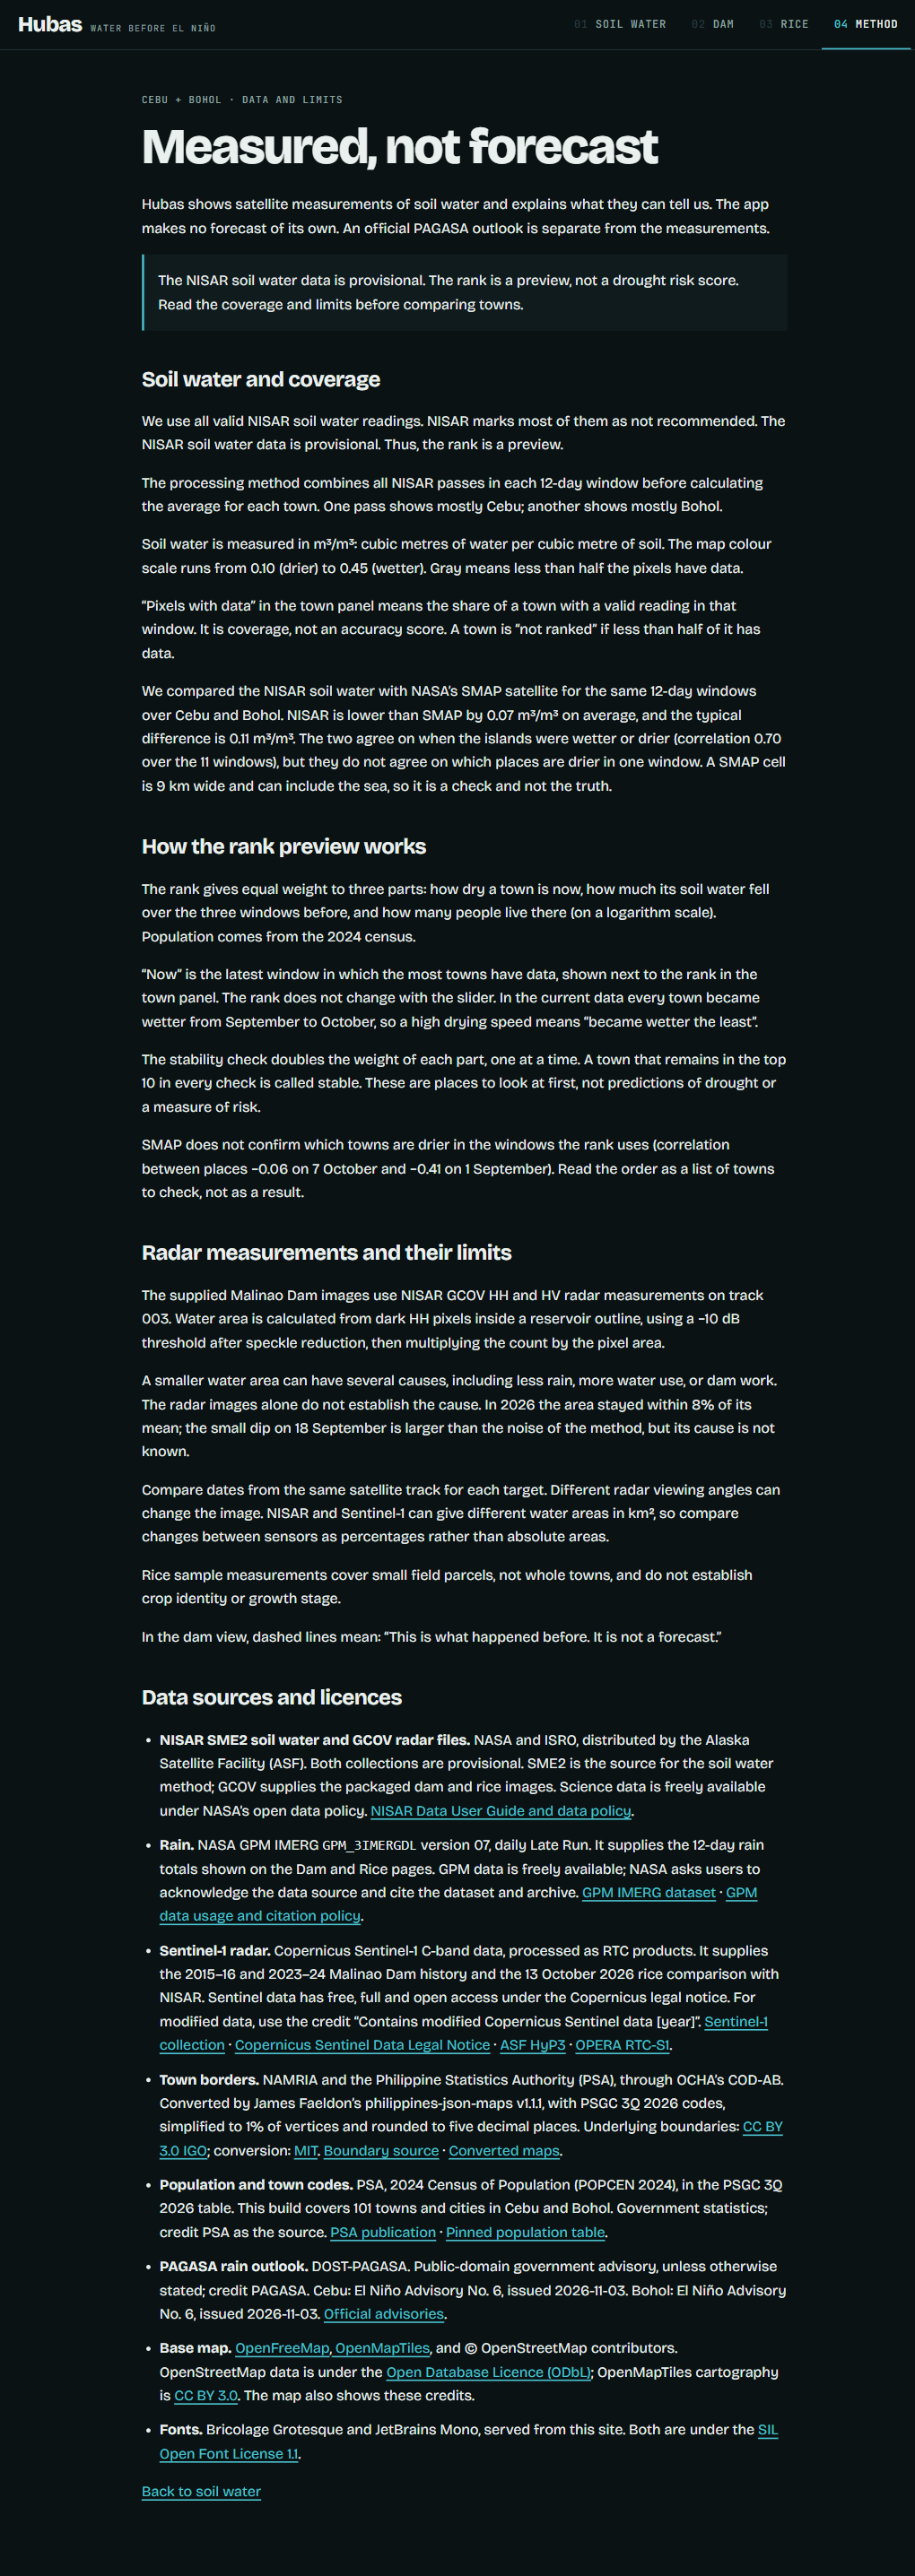 Hubas WATER BEFORE EL NIÑO
01 SOIL WATER 02 DAM 03 RICE 04 METHOD
CEBU + BOHOL · DATA AND LIMITS
Measured, not forecast
Hubas shows satellite measurements of soil water and explains what they can tell us. The app
makes no forecast of its own. An official PAGASA outlook is separate from the measurements.
The NISAR soil water data is provisional. The rank is a preview, not a drought risk score.
Read the coverage and limits before comparing towns.
Soil water and coverage
We use all valid NISAR soil water readings. NISAR marks most of them as not recommended. The
NISAR soil water data is provisional. Thus, the rank is a preview.
The processing method combines all NISAR passes in each 12-day window before calculating
the average for each town. One pass shows mostly Cebu; another shows mostly Bohol.
Soil water is measured in m³/m³: cubic metres of water per cubic metre of soil. The map colour
scale runs from 0.10 (drier) to 0.45 (wetter). Gray means less than half the pixels have data.
“Pixels with data” in the town panel means the share of a town with a valid reading in that
window. It is coverage, not an accuracy score. A town is “not ranked” if less than half of it has
data.
We compared the NISAR soil water with NASA’s SMAP satellite for the same 12-day windows
over Cebu and Bohol. NISAR is lower than SMAP by 0.07 m³/m³ on average, and the typical
difference is 0.11 m³/m³. The two agree on when the islands were wetter or drier (correlation 0.70
over the 11 windows), but they do not agree on which places are drier in one window. A SMAP cell
is 9 km wide and can include the sea, so it is a check and not the truth.
How the rank preview works
The rank gives equal weight to three parts: how dry a town is now, how much its soil water fell
over the three windows before, and how many people live there (on a logarithm scale).
Population comes from the 2024 census.
“Now” is the latest window in which the most towns have data, shown next to the rank in the
town panel. The rank does not change with the slider. In the current data every town became
wetter from September to October, so a high drying speed means “became wetter the least”.
The stability check doubles the weight of each part, one at a time. A town that remains in the top
10 in every check is called stable. These are places to look at first, not predictions of drought or
a measure of risk.
SMAP does not confirm which towns are drier in the windows the rank uses (correlation
between places −0.06 on 7 October and −0.41 on 1 September). Read the order as a list of towns
to check, not as a result.
Radar measurements and their limits
The supplied Malinao Dam images use NISAR GCOV HH and HV radar measurements on track
003. Water area is calculated from dark HH pixels inside a reservoir outline, using a −10 dB
threshold after speckle reduction, then multiplying the count by the pixel area.
A smaller water area can have several causes, including less rain, more water use, or dam work.
The radar images alone do not establish the cause. In 2026 the area stayed within 8% of its
mean; the small dip on 18 September is larger than the noise of the method, but its cause is not
known.
Compare dates from the same satellite track for each target. Different radar viewing angles can
change the image. NISAR and Sentinel-1 can give different water areas in km², so compare
changes between sensors as percentages rather than absolute areas.
Rice sample measurements cover small field parcels, not whole towns, and do not establish
crop identity or growth stage.
In the dam view, dashed lines mean: “This is what happened before. It is not a forecast.”
Data sources and licences
• NISAR SME2 soil water and GCOV radar files. NASA and ISRO, distributed by the Alaska
Satellite Facility (ASF). Both collections are provisional. SME2 is the source for the soil water
method; GCOV supplies the packaged dam and rice images. Science data is freely available
under NASA’s open data policy. NISAR Data User Guide and data policy.
• Rain. NASA GPM IMERG GPM_3IMERGDL version 07, daily Late Run. It supplies the 12-day rain
totals shown on the Dam and Rice pages. GPM data is freely available; NASA asks users to
acknowledge the data source and cite the dataset and archive. GPM IMERG dataset · GPM
data usage and citation policy.
• Sentinel-1 radar. Copernicus Sentinel-1 C-band data, processed as RTC products. It supplies
the 2015–16 and 2023–24 Malinao Dam history and the 13 October 2026 rice comparison with
NISAR. Sentinel data has free, full and open access under the Copernicus legal notice. For
modified data, use the credit “Contains modified Copernicus Sentinel data [year]”. Sentinel-1
collection · Copernicus Sentinel Data Legal Notice · ASF HyP3 · OPERA RTC-S1.
• Town borders. NAMRIA and the Philippine Statistics Authority (PSA), through OCHA’s COD-AB.
Converted by James Faeldon’s philippines-json-maps v1.1.1, with PSGC 3Q 2026 codes,
simplified to 1% of vertices and rounded to five decimal places. Underlying boundaries: CC BY
3.0 IGO; conversion: MIT. Boundary source · Converted maps.
• Population and town codes. PSA, 2024 Census of Population (POPCEN 2024), in the PSGC 3Q
2026 table. This build covers 101 towns and cities in Cebu and Bohol. Government statistics;
credit PSA as the source. PSA publication · Pinned population table.
• PAGASA rain outlook. DOST-PAGASA. Public-domain government advisory, unless otherwise
stated; credit PAGASA. Cebu: El Niño Advisory No. 6, issued 2026-11-03. Bohol: El Niño Advisory
No. 6, issued 2026-11-03. Official advisories.
• Base map. OpenFreeMap, OpenMapTiles, and © OpenStreetMap contributors.
OpenStreetMap data is under the Open Database Licence (ODbL); OpenMapTiles cartography
is CC BY 3.0. The map also shows these credits.
• Fonts. Bricolage Grotesque and JetBrains Mono, served from this site. Both are under the SIL
Open Font License 1.1.
Back to soil water